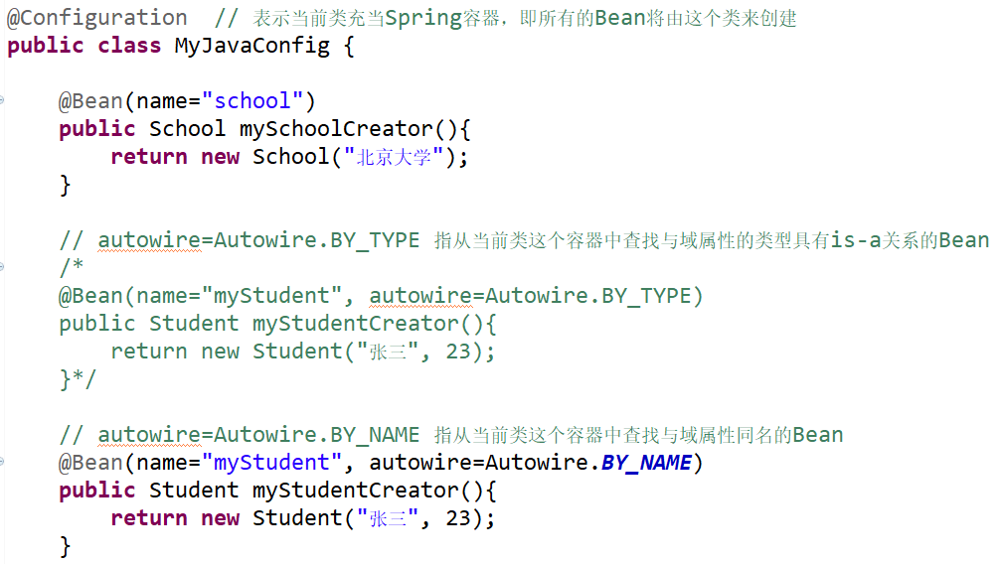 @Configuration  // 表示当前类充当Spring容器，即所有的Bean将由这个类来创建
public class MyJavaConfig {
@Bean(name="school")
public School mySchoolCreator(){
return new School("北京大学");
}
// autowire=Autowire.BY_TYPE 指从当前类这个容器中查找与域属性的类型具有is-a关系的Bean
/*
@Bean(name="myStudent", autowire=Autowire.BY_TYPE)
public Student myStudentCreator(){
return new Student("张三", 23);
}*/
// autowire=Autowire.BY_NAME 指从当前类这个容器中查找与域属性同名的Bean
@Bean(name="myStudent", autowire=Autowire.BY_NAME)
public Student myStudentCreator(){
return new Student("张三", 23);
}